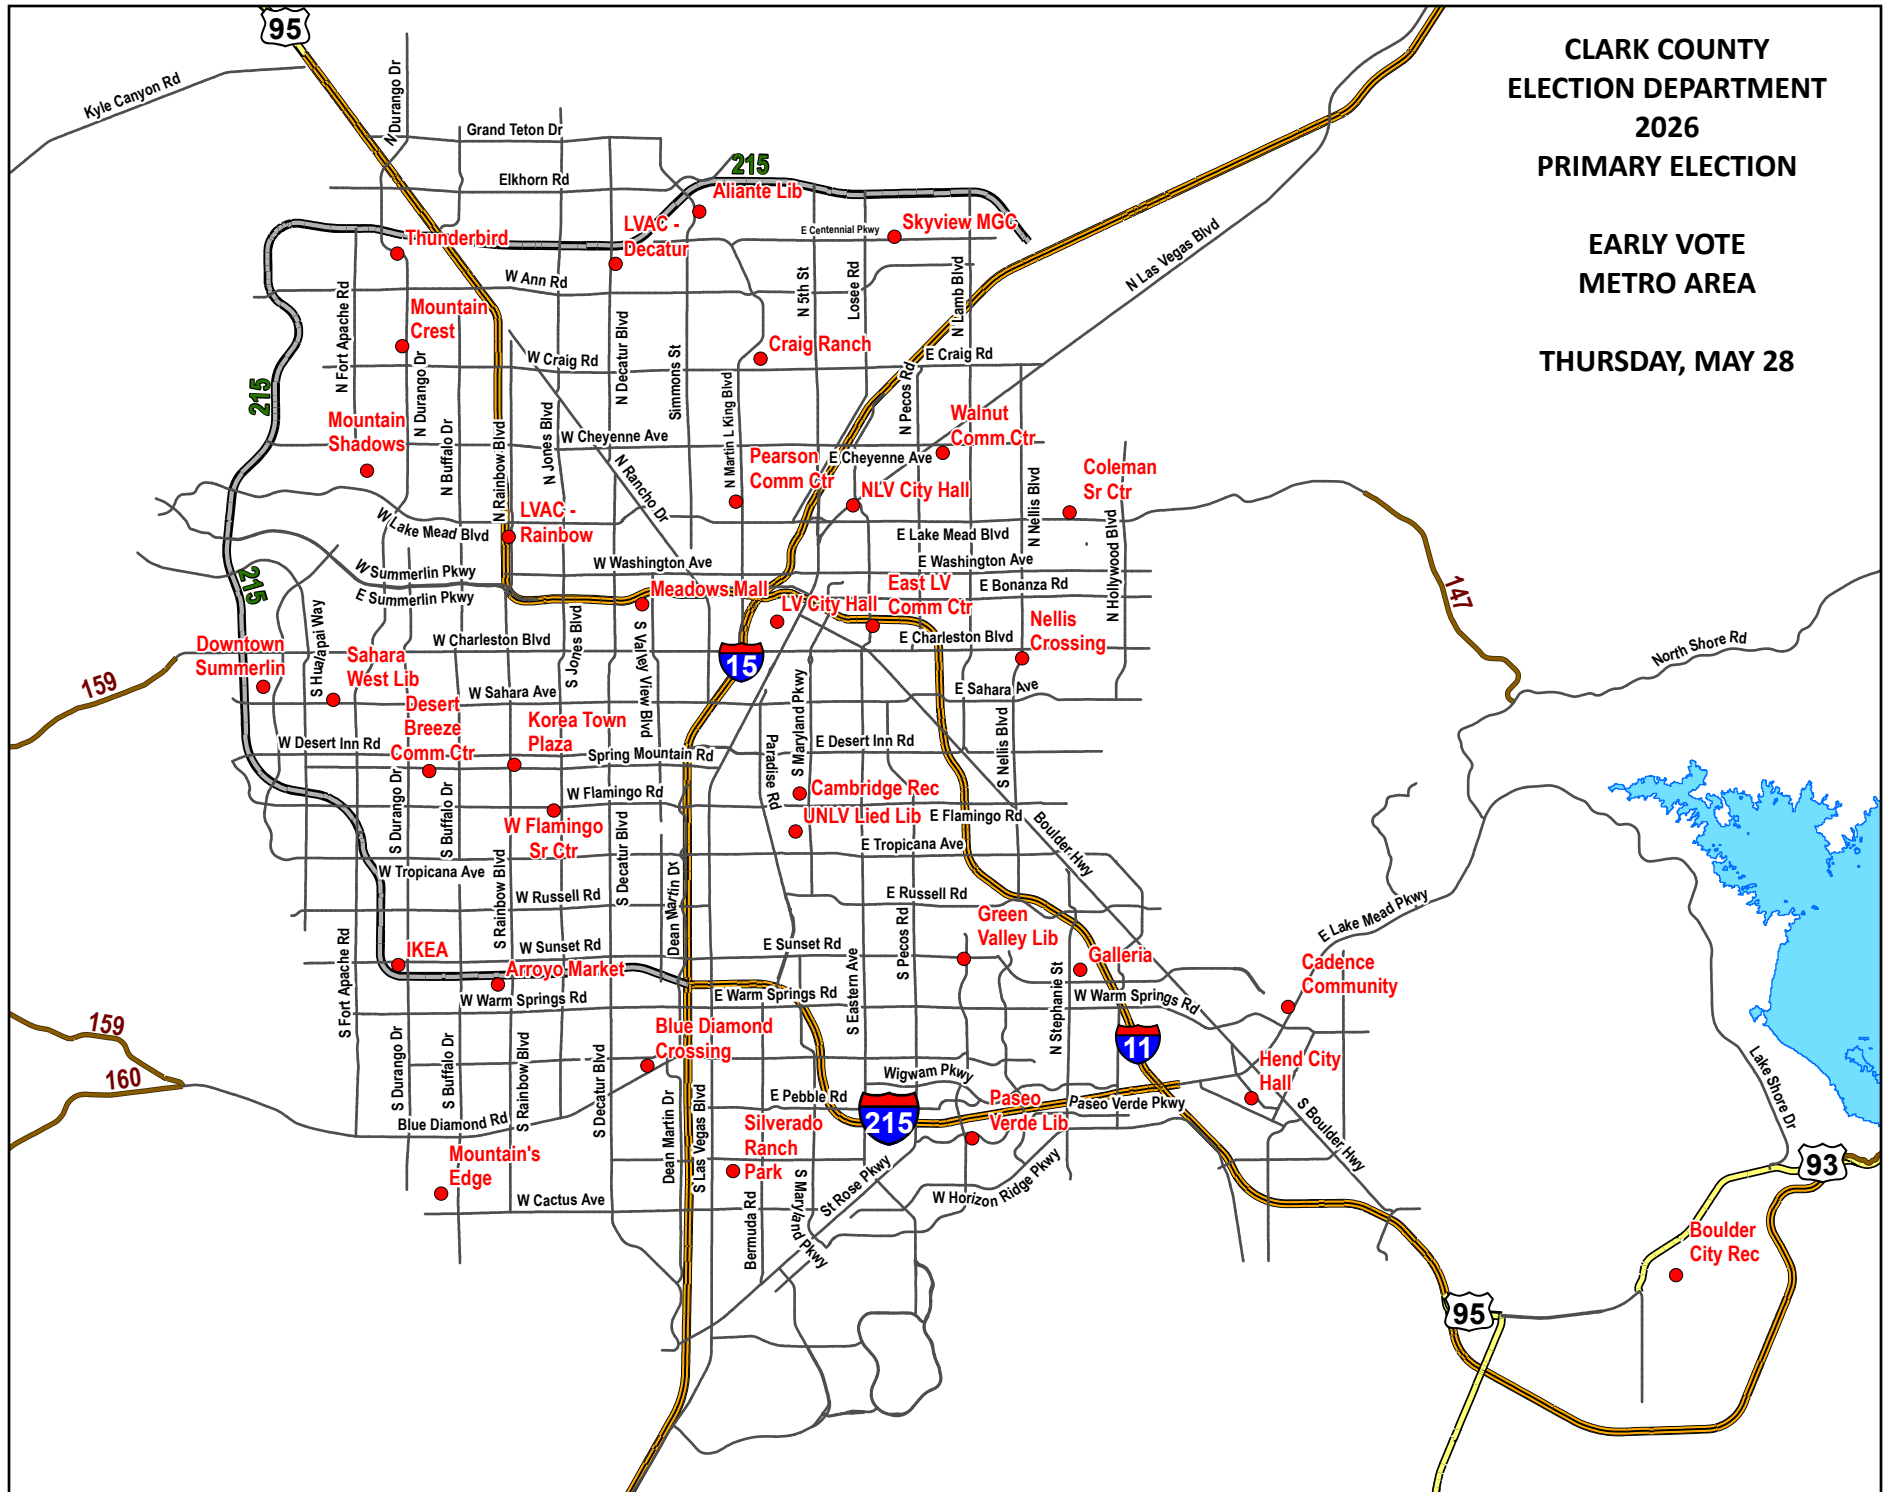 CLARK COUNTY
ELECTION DEPARTMENT
2026
PRIMARY ELECTION
EARLY VOTE
METRO AREA
THURSDAY, MAY 28
95
Kyle Canyon Rd
N Durango Dr
Grand Teton Dr
Elkhorn Rd
215
Aliante Lib
LVAC -
Decatur
E Centennial Pkwy
Skyview MGC
N Las Vegas Blvd
Thunderbird
W Ann Rd
N Fort Apache Rd
Mountain
Crest
N Decatur Blvd
Simmons St
N 5th St
Losee Rd
N Lamb Blvd
Craig Ranch
W Craig Rd
E Craig Rd
N Durango Dr
N Martin L King Blvd
N Pecos Rd
215
Mountain
Shadows
N Buffalo Dr
N Rainbow Blvd
N Jones Blvd
W Cheyenne Ave
N Rancho Dr
Walnut
Comm Ctr
Pearson
Comm Ctr
E Cheyenne Ave
NLV City Hall
Coleman
Sr Ctr
N Nellis Blvd
N Hollywood Blvd
W Lake Mead Blvd
LVAC -
Rainbow
E Lake Mead Blvd
W Washington Ave
E Washington Ave
W Summerlin Pkwy
E Summerlin Pkwy
215
Meadows Mall
East LV
Comm Ctr
E Bonanza Rd
147
LV City Hall
S Hualapai Way
Downtown
Summerlin
Sahara
West Lib
W Charleston Blvd
S Jones Blvd
S Valley View Blvd
E Charleston Blvd
Nellis
Crossing
North Shore Rd
15
159
W Sahara Ave
E Sahara Ave
Desert
Breeze
Comm Ctr
Korea Town
Plaza
W Desert Inn Rd
Spring Mountain Rd
Paradise Rd
S Maryland Pkwy
E Desert Inn Rd
S Nellis Blvd
S Durango Dr
S Buffalo Dr
W Flamingo Rd
Cambridge Rec
UNLV Lied Lib
E Flamingo Rd
Boulder Hwy
W Flamingo
Sr Ctr
S Decatur Blvd
E Tropicana Ave
W Tropicana Ave
S Rainbow Blvd
W Russell Rd
Dean Martin Dr
E Russell Rd
S Pecos Rd
Green
Valley Lib
E Lake Mead Pkwy
S Fort Apache Rd
IKEA
W Sunset Rd
E Sunset Rd
Arroyo Market
Galleria
Cadence
Community
W Warm Springs Rd
E Warm Springs Rd
S Eastern Ave
N Stephanie St
W Warm Springs Rd
159
Blue Diamond
Crossing
11
S Durango Dr
S Buffalo Dr
S Rainbow Blvd
S Decatur Blvd
Wigwam Pkwy
Hend City
Hall
Lake Shore Dr
160
E Pebble Rd
Paseo
Verde Lib
Paseo Verde Pkwy
215
Blue Diamond Rd
Dean Martin Dr
S Las Vegas Blvd
Silverado
Ranch
Park
S Boulder Hwy
Mountain's
Edge
W Cactus Ave
Bermuda Rd
S Maryland Pkwy
St Rose Pkwy
W Horizon Ridge Pkwy
93
Boulder
City Rec
95